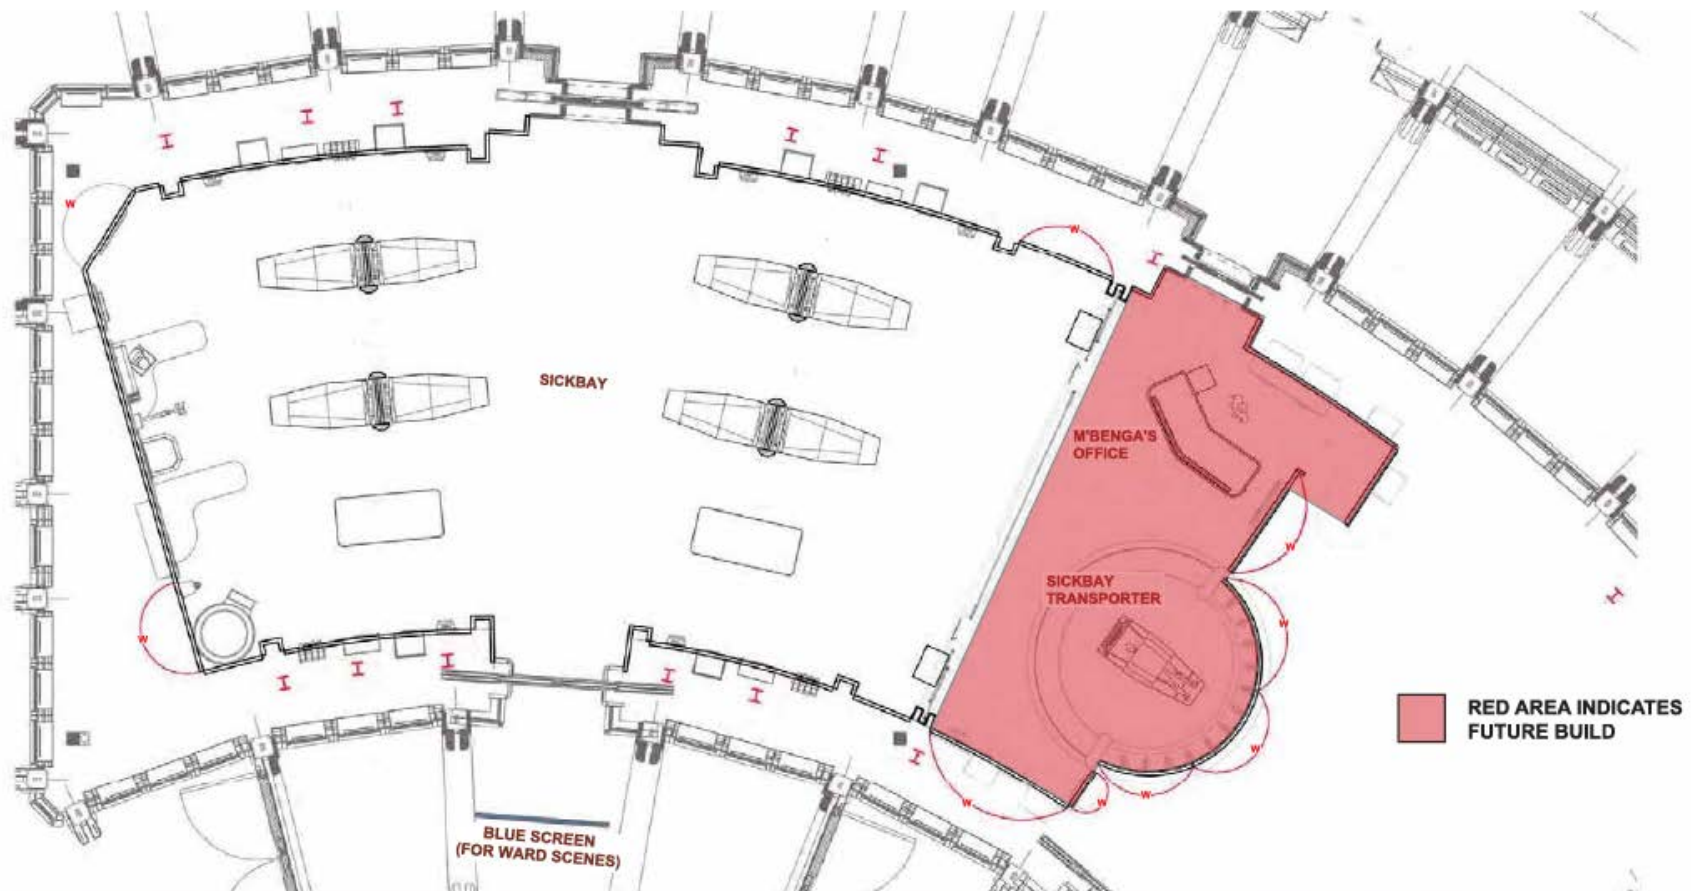 W
W
SICKBAY
M'BENGA'S
OFFICE
W
SICKBAY
TRANSPORTER
W
W
W
W
W
W
RED AREA INDICATES
FUTURE BUILD
BLUE SCREEN
(FOR WARD SCENES)